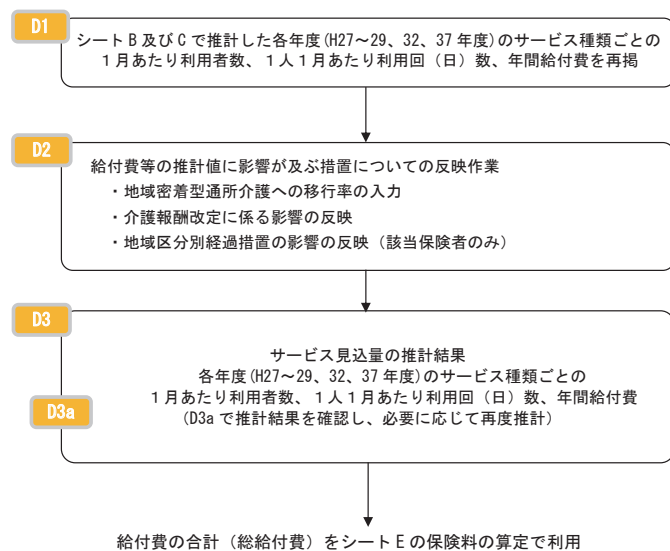 D1
シートB及びCで推計した各年度(H27～29、32、37年度)のサービス種類ごとの
１月あたり利用者数、１人１月あたり利用回（日）数、年間給付費を再掲
D2
給付費等の推計値に影響が及ぶ措置についての反映作業
・地域密着型通所介護への移行率の入力
・介護報酬改定に係る影響の反映
・地域区分別経過措置の影響の反映（該当保険者のみ）
D3
サービス見込量の推計結果
各年度(H27～29、32、37年度)のサービス種類ごとの
D3a
１月あたり利用者数、１人１月あたり利用回（日）数、年間給付費
(D3aで推計結果を確認し、必要に応じて再度推計）
給付費の合計（総給付費）をシートEの保険料の算定で利用